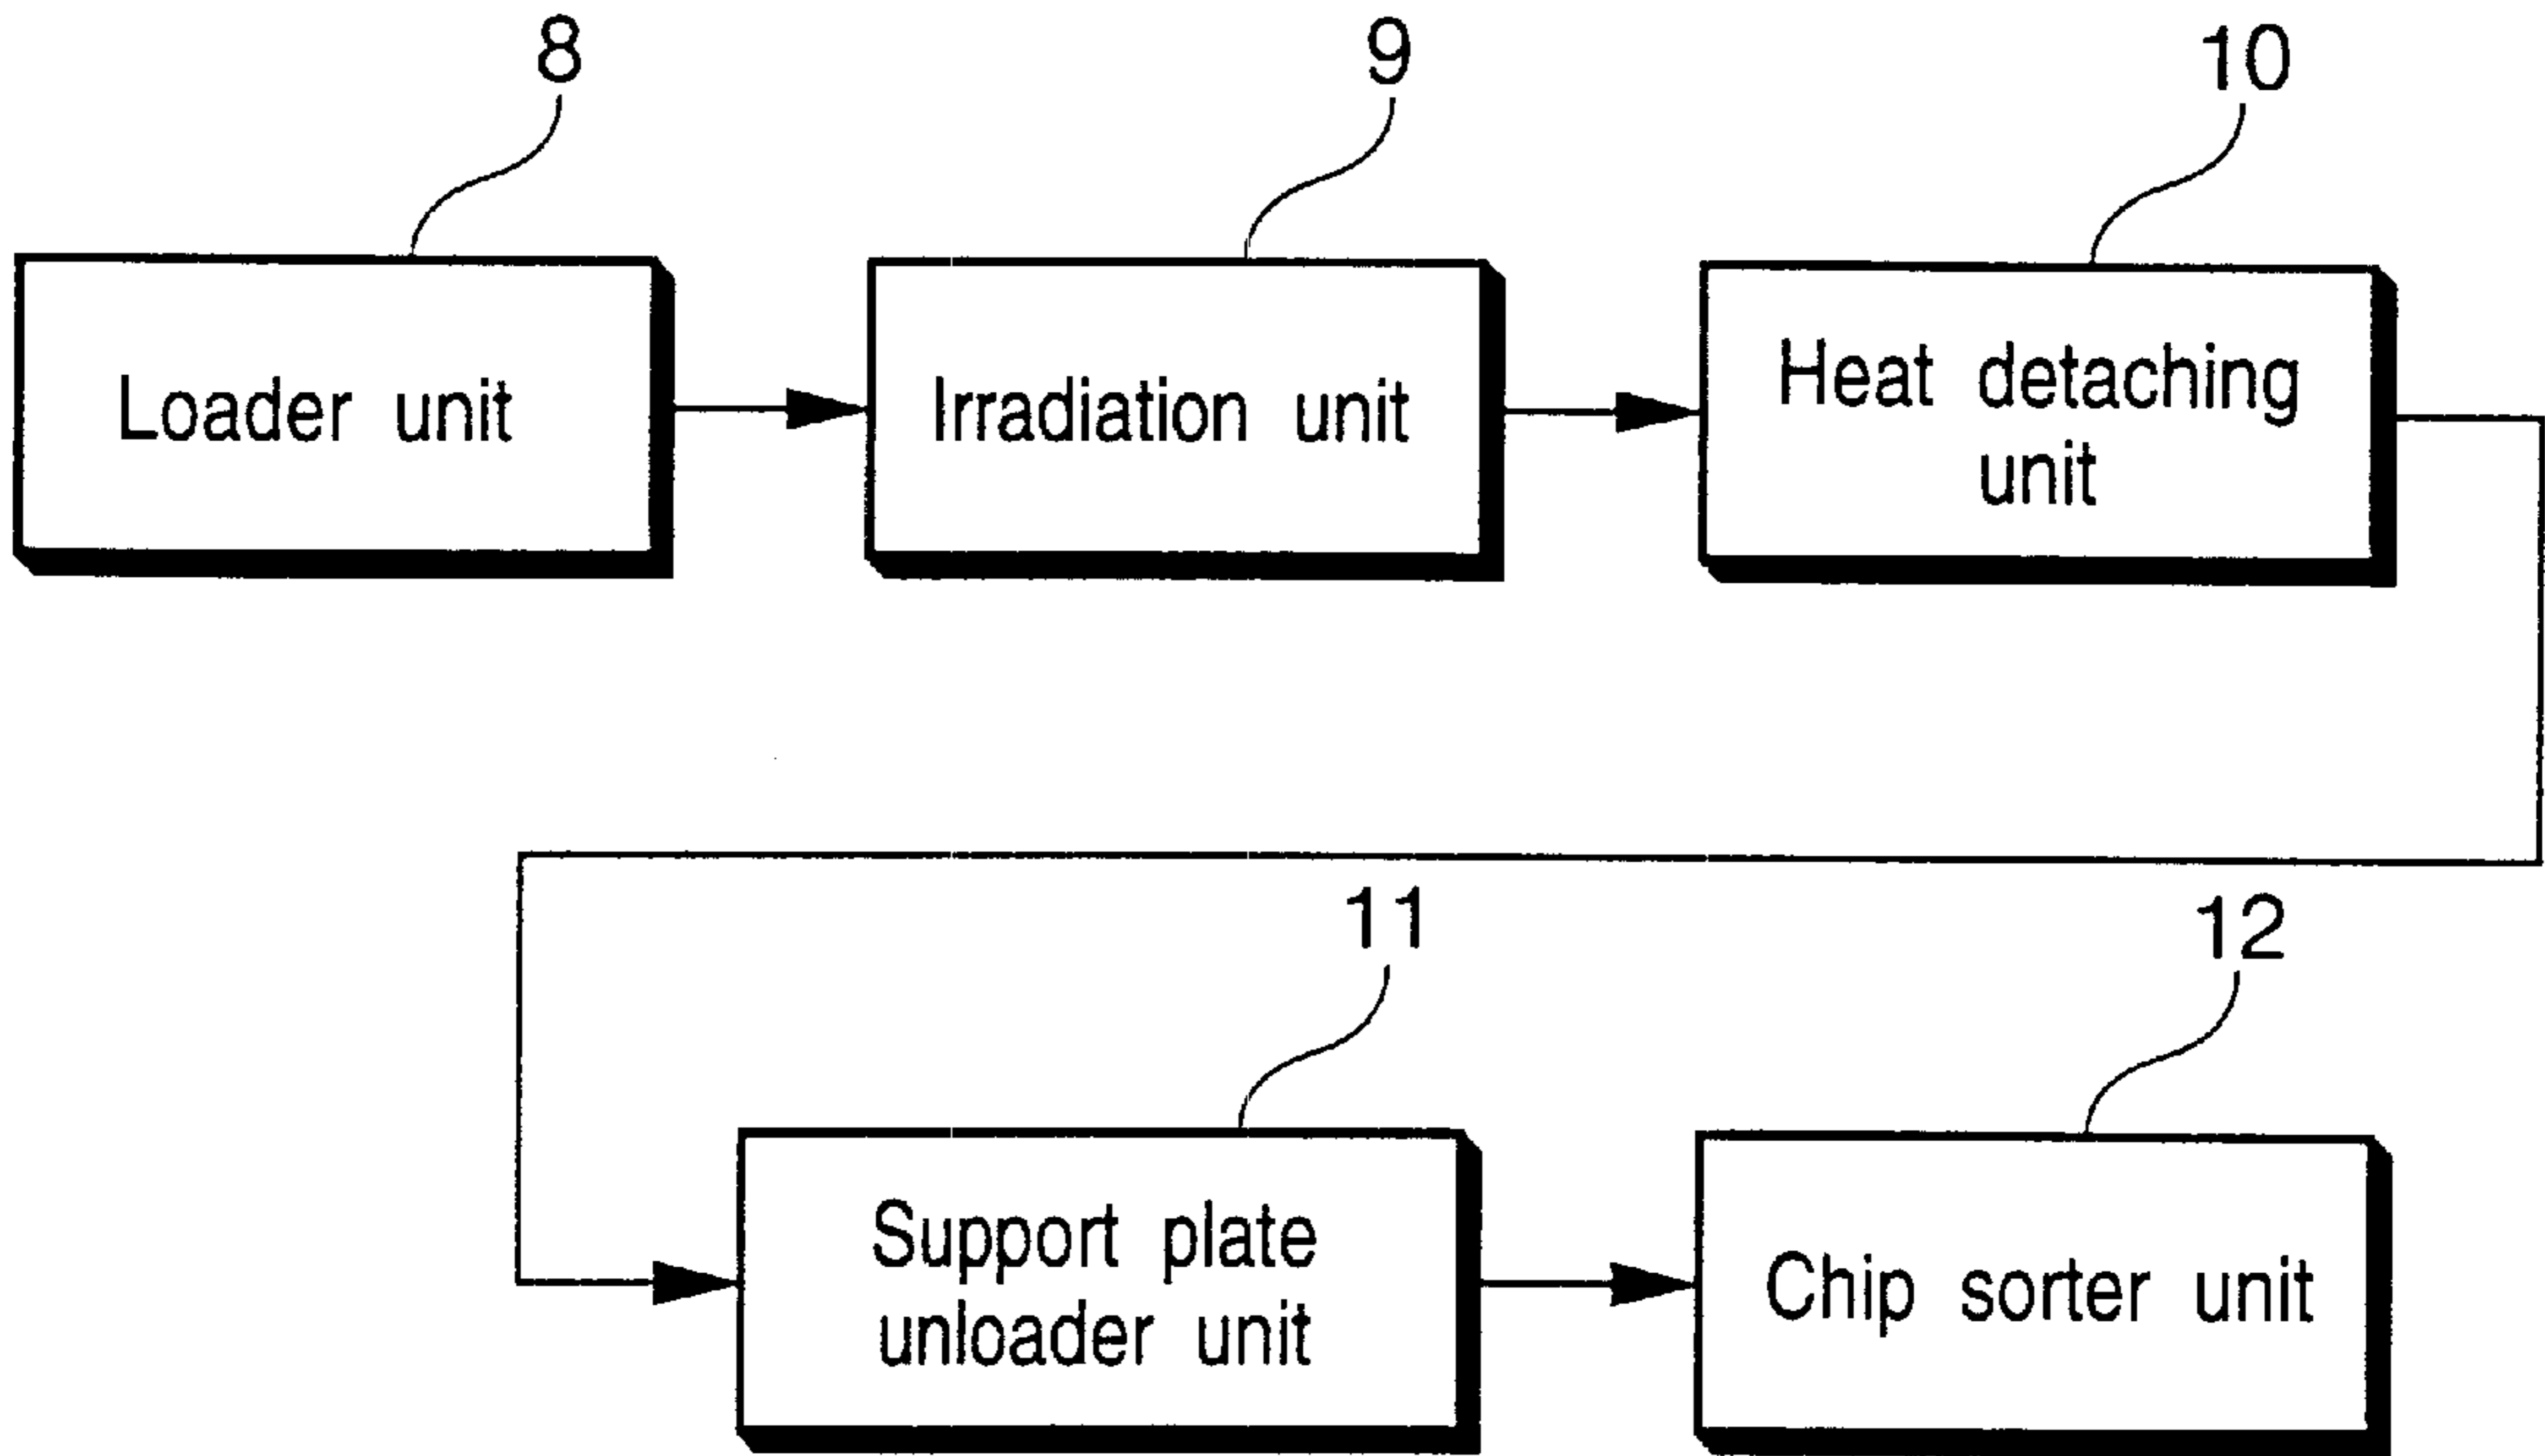 8 9 10
Loader unit
Irradiation unit
Heat detaching
unit
11 12
Support plate
unloader unit
Chip sorter unit